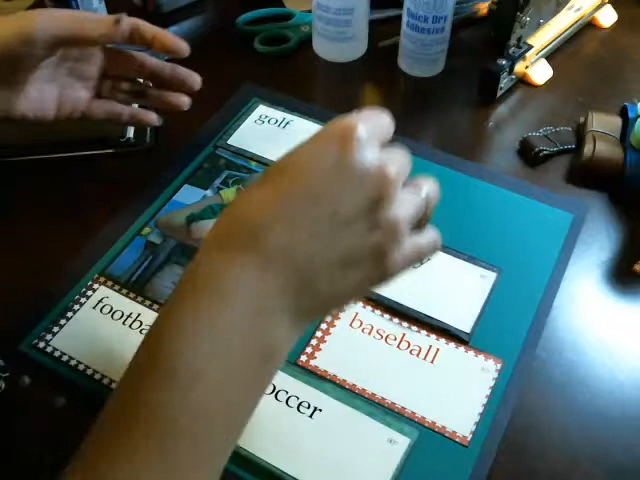 Quick Dry
Adhesive
golf
footba
baseball
occer